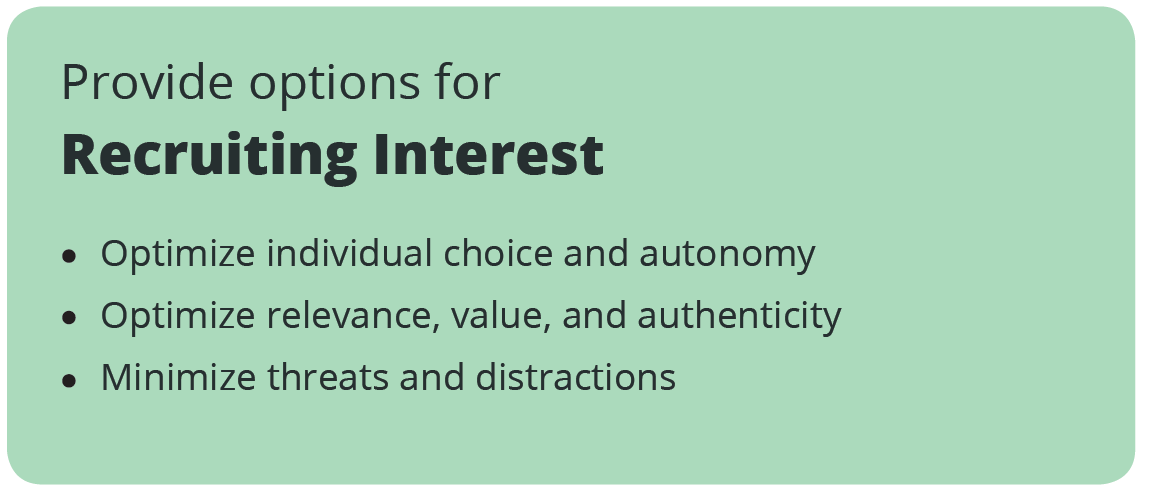 Provide options for
Recruiting Interest
• Optimize individual choice and autonomy
• Optimize relevance, value, and authenticity
• Minimize threats and distractions